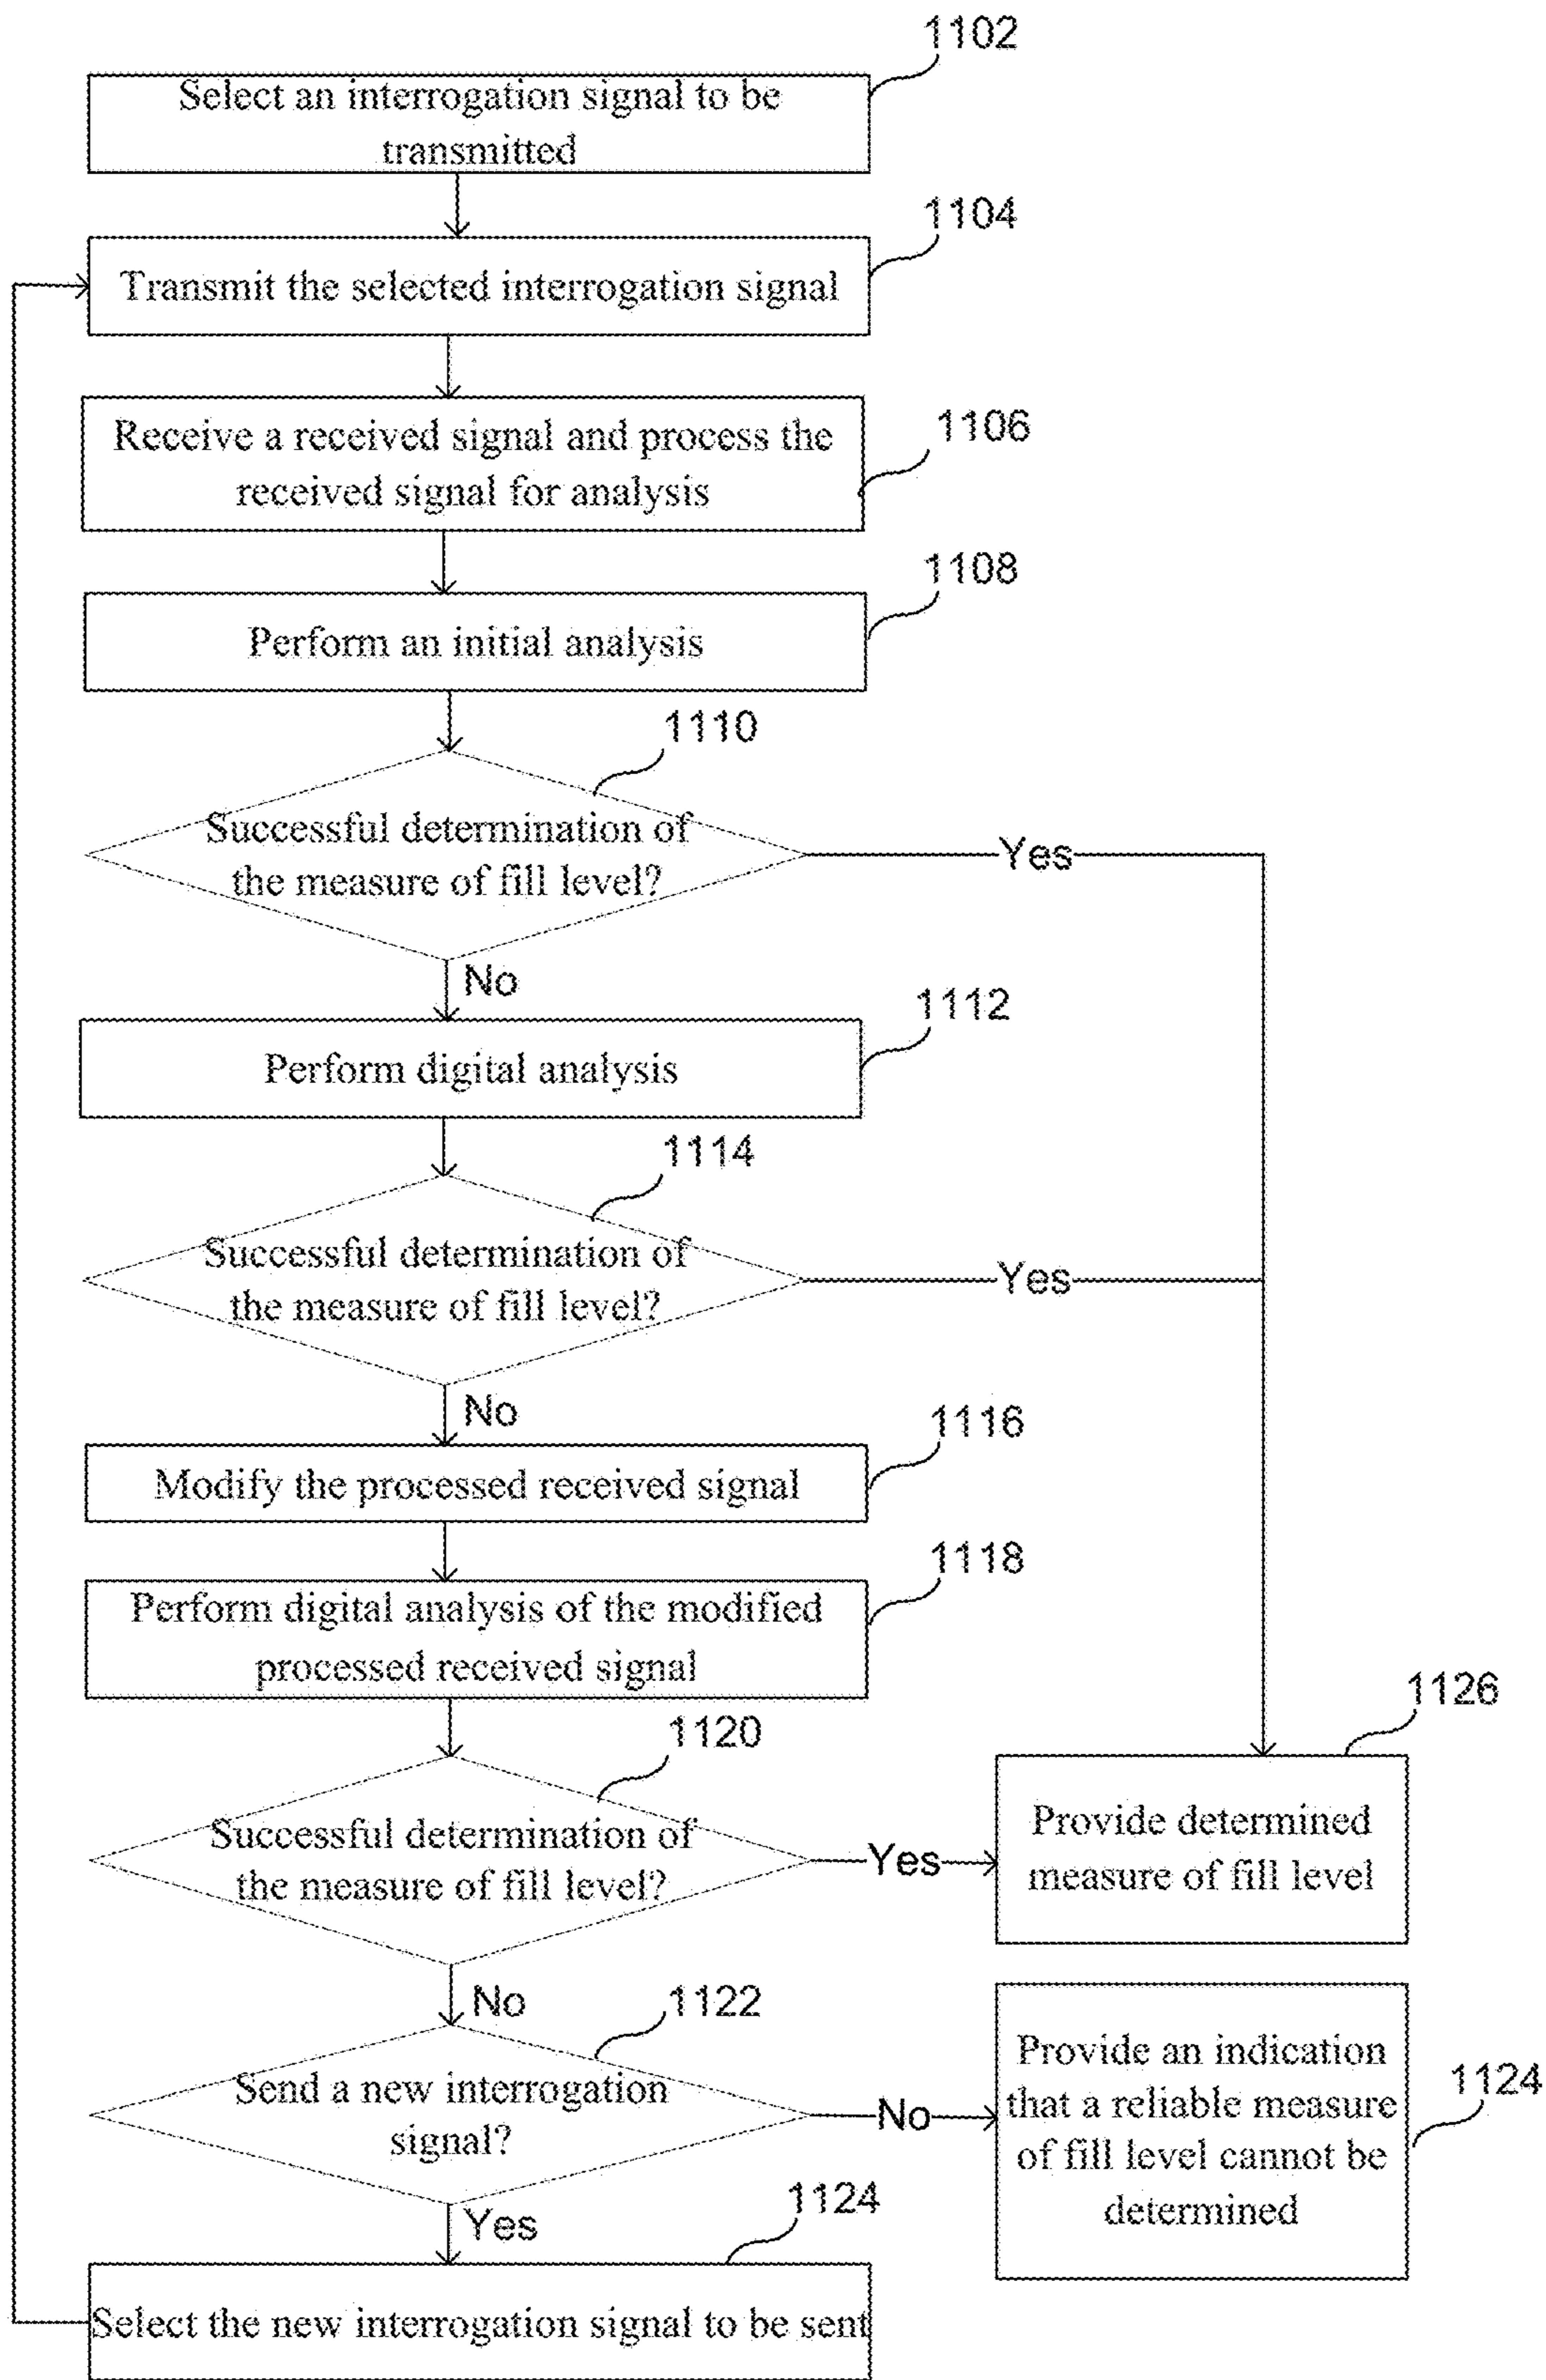 1102
Select an interrogation signal to be
transmitted
1104
Transmit the selected interrogation signal
1106
Receive a received signal and process the
received signal for analysis
1108
Perform an initial analysis
1110
Successful determination of
the measure of fill level?
Yes
No
1112
Perform digital analysis
1114
Successful determination of
the measure of fill level?
Yes
No
1116
Modify the processed received signal
1118
Perform digital analysis of the modified
processed received signal
1120
Successful determination of
the measure of fill level?
Yes
1126
Provide determined
measure of fill level
No
1122
Send a new interrogation
signal?
No
1124
Provide an indication
that a reliable measure
of fill level cannot be
determined
Yes
1124
Select the new interrogation signal to be sent